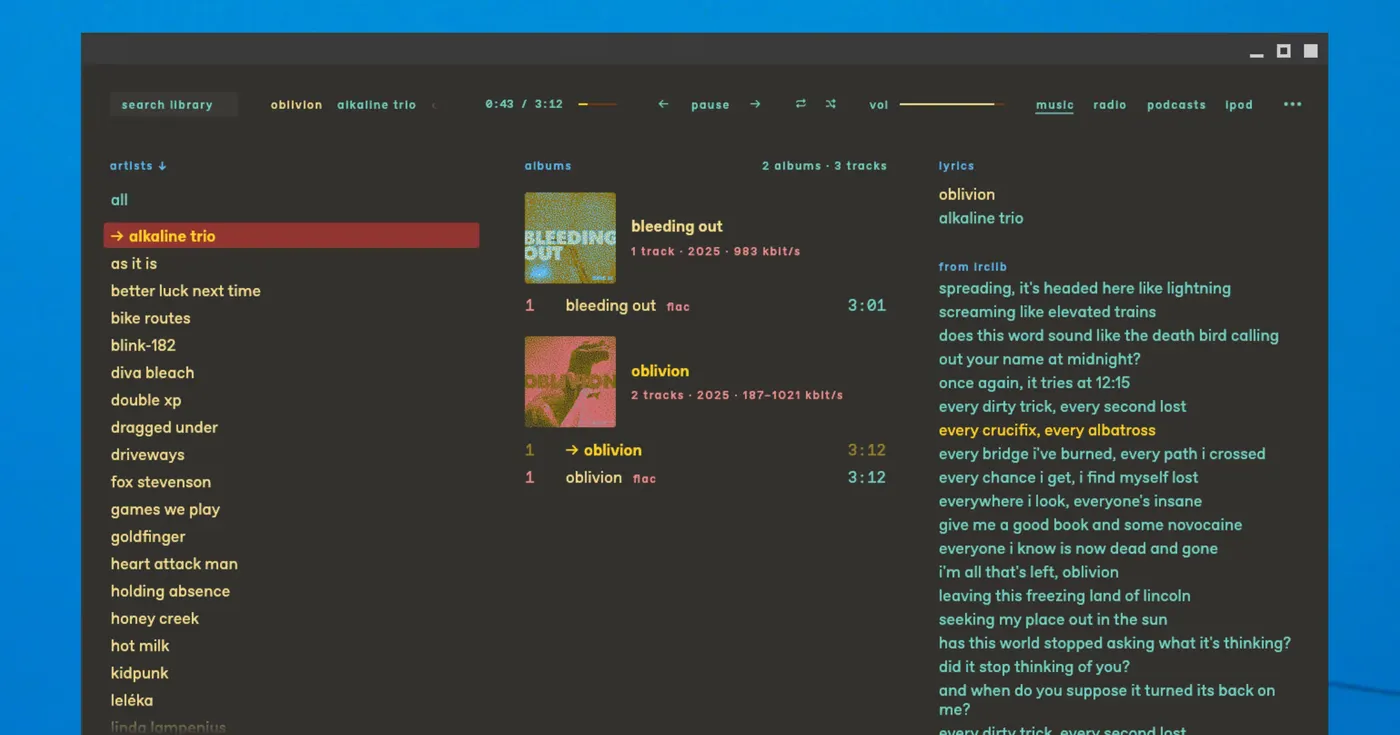 search library
oblivion alkaline trio
0:43 / 3:12
← pause →
vol
music radio podcasts ipod •••
artists ↓
all
→ alkaline trio
as it is
better luck next time
bike routes
blink-182
diva bleach
double xp
dragged under
driveways
fox stevenson
games we play
goldfinger
heart attack man
holding absence
honey creek
hot milk
kidpunk
leléka
linda lampenius
albums 2 albums · 3 tracks
BLEEDING
OUT
bleeding out
1 track · 2025 · 983 kbit/s
1 bleeding out flac 3:01
OBLIVION
oblivion
2 tracks · 2025 · 187–1021 kbit/s
1 → oblivion 3:12
1 oblivion flac 3:12
lyrics
oblivion
alkaline trio
from lrclib
spreading, it's headed here like lightning
screaming like elevated trains
does this word sound like the death bird calling
out your name at midnight?
once again, it tries at 12:15
every dirty trick, every second lost
every crucifix, every albatross
every bridge i've burned, every path i crossed
every chance i get, i find myself lost
everywhere i look, everyone's insane
give me a good book and some novocaine
everyone i know is now dead and gone
i'm all that's left, oblivion
leaving this freezing land of lincoln
seeking my place out in the sun
has this world stopped asking what it's thinking?
did it stop thinking of you?
and when do you suppose it turned its back on
me?
every dirty trick, every second lost